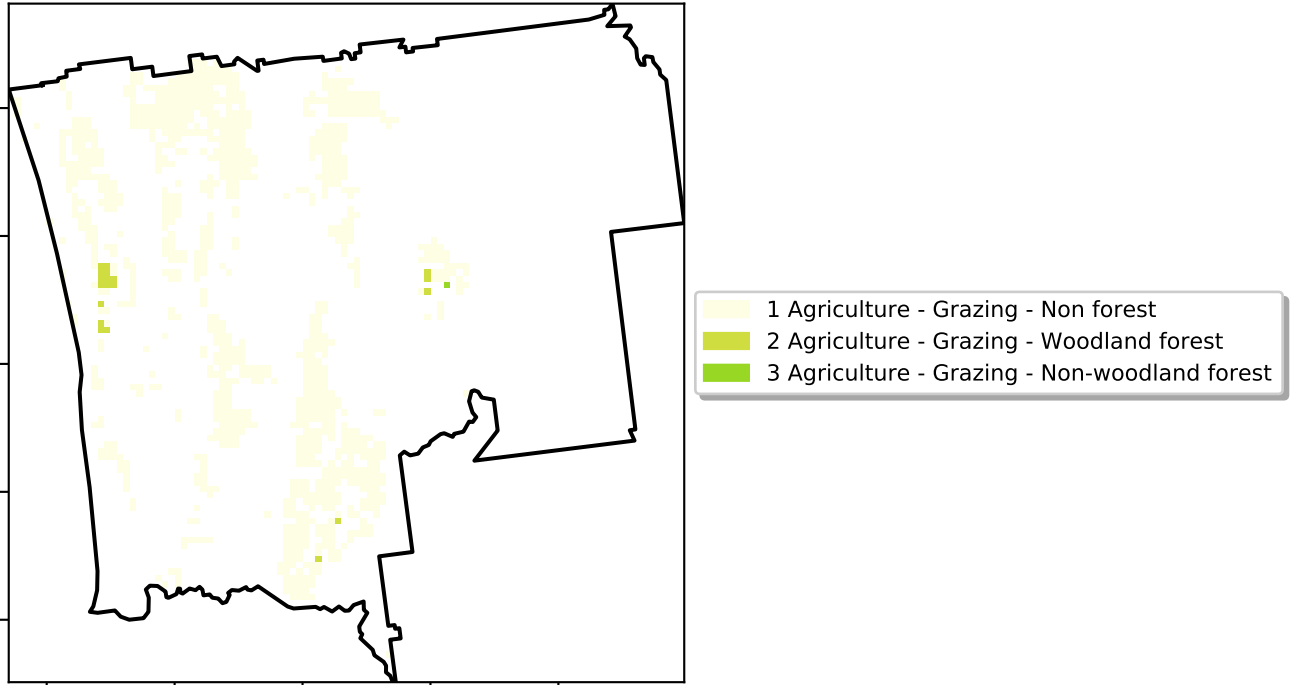 1 Agriculture - Grazing - Non forest
2 Agriculture - Grazing - Woodland forest
3 Agriculture - Grazing - Non-woodland forest